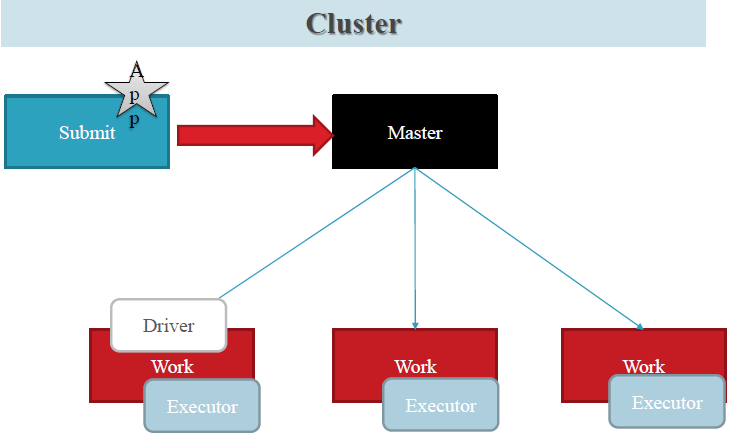 Cluster
A
p
p
Submit
Master
Driver
Work
Work
Work
Executor
Executor
Executor